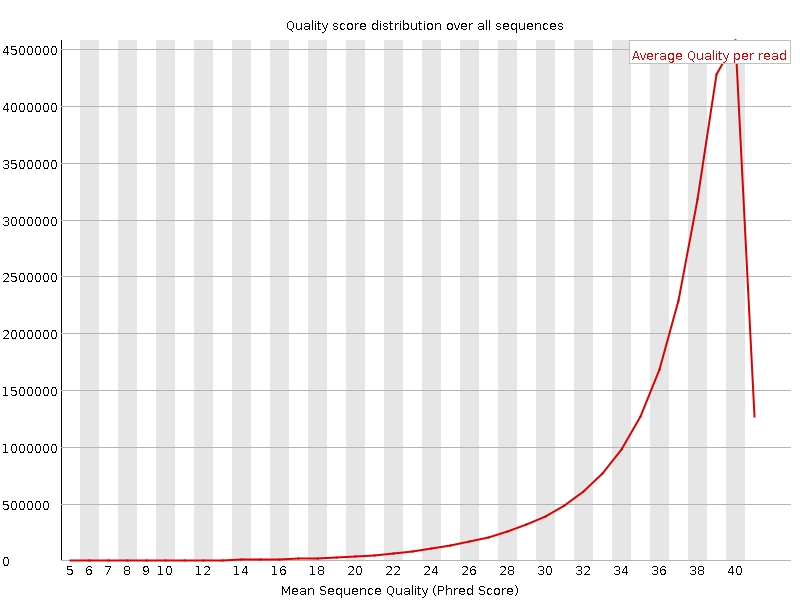 Quality score distribution over all sequences
Average Quality per read
4500000
4000000
3500000
3000000
2500000
2000000
1500000
1000000
500000
0
5 6 7 8 9 10 12 14 16 18 20 22 24 26 28 30 32 34 36 38 40
Mean Sequence Quality (Phred Score)